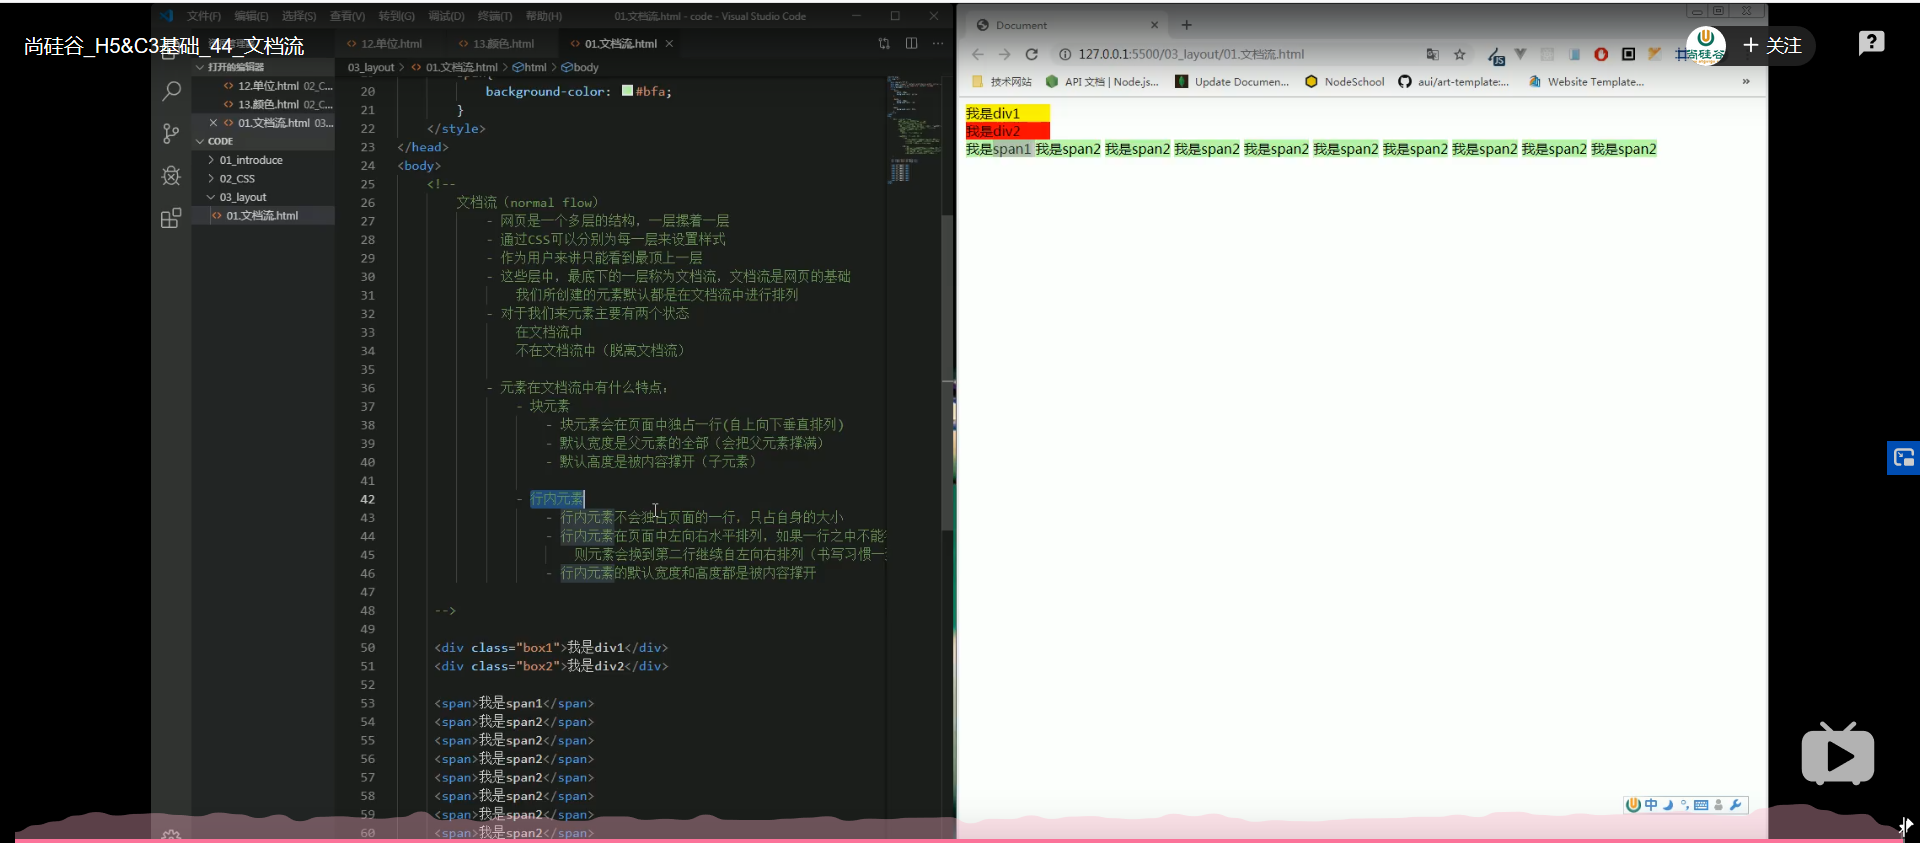 文件(F) 编辑(E) 选择(S) 查看(V) 转到(G) 调试(D) 终端(T) 帮助(H) 01.文档流.html - code - Visual Studio Code
尚硅谷_H5&C3基础_44_文档流
12.单位.html 13.颜色.html 01.文档流.html
打开的编辑器
12.单位.html 02_C...
13.颜色.html 02_C...
01.文档流.html 03...
CODE
01_introduce
02_CSS
03_layout
01.文档流.html
03_layout > 01.文档流.html > html > body
20 background-color: #bfa;
21 }
22 </style>
23 </head>
24 <body>
25 <!--
26 文档流（normal flow）
27 - 网页是一个多层的结构，一层摞着一层
28 - 通过CSS可以分别为每一层来设置样式
29 - 作为用户来讲只能看到最顶上一层
30 - 这些层中，最底下的一层称为文档流，文档流是网页的基础
31 我们所创建的元素默认都是在文档流中进行排列
32 - 对于我们来元素主要有两个状态
33 在文档流中
34 不在文档流中（脱离文档流）
35
36 - 元素在文档流中有什么特点：
37 - 块元素
38 - 块元素会在页面中独占一行(自上向下垂直排列)
39 - 默认宽度是父元素的全部（会把父元素撑满）
40 - 默认高度是被内容撑开（子元素）
41
42 - 行内元素
43 - 行内元素不会独占页面的一行，只占自身的大小
44 - 行内元素在页面中左向右水平排列，如果一行之中不能
45 则元素会换到第二行继续自左向右排列（书写习惯一
46 - 行内元素的默认宽度和高度都是被内容撑开
47
48 -->
49
50 <div class="box1">我是div1</div>
51 <div class="box2">我是div2</div>
52
53 <span>我是span1</span>
54 <span>我是span2</span>
55 <span>我是span2</span>
56 <span>我是span2</span>
57 <span>我是span2</span>
58 <span>我是span2</span>
59 <span>我是span2</span>
60 <span>我是span2</span>
Document
127.0.0.1:5500/03_layout/01.文档流.html
+ 关注
技术网站 API 文档 | Node.js... Update Documen... NodeSchool aui/art-template:... Website Template... »
我是div1
我是div2
我是span1 我是span2 我是span2 我是span2 我是span2 我是span2 我是span2 我是span2 我是span2 我是span2
中